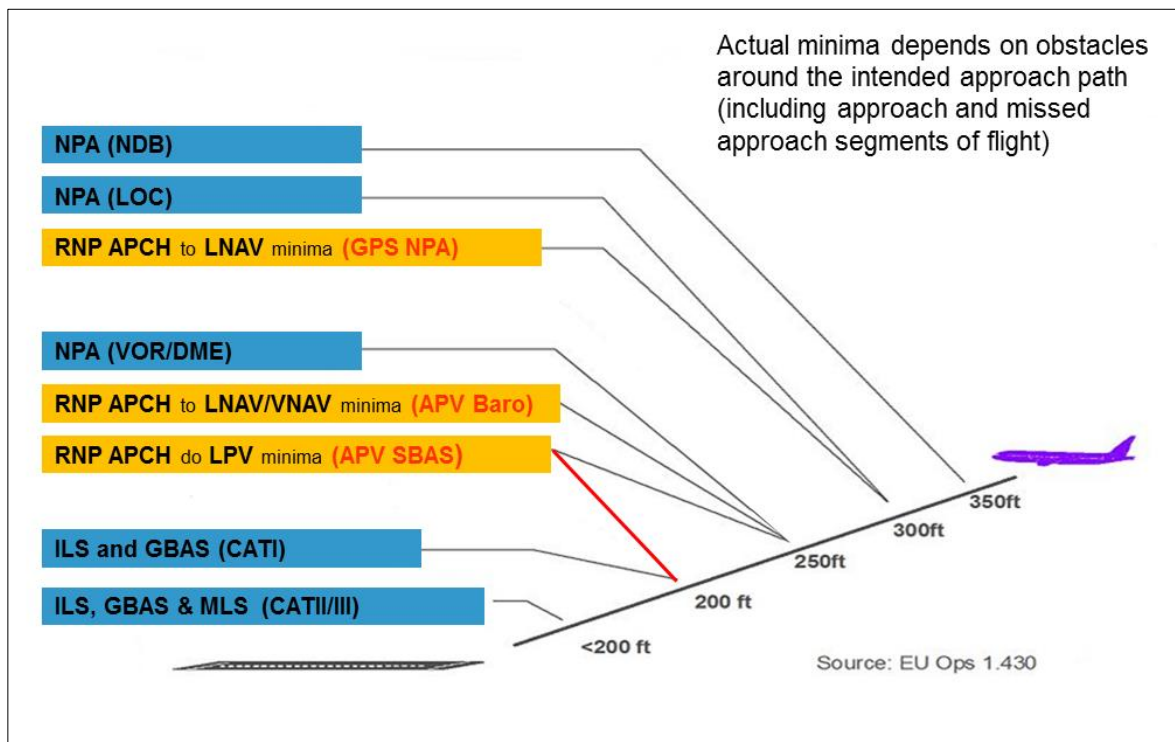 Actual minima depends on obstacles
around the intended approach path
(including approach and missed
approach segments of flight)
NPA (NDB)
NPA (LOC)
RNP APCH to LNAV minima (GPS NPA)
NPA (VOR/DME)
RNP APCH to LNAV/VNAV minima (APV Baro)
RNP APCH do LPV minima (APV SBAS)
ILS and GBAS (CATI)
ILS, GBAS & MLS (CATII/III)
350ft
300ft
250ft
200 ft
<200 ft
Source: EU Ops 1.430